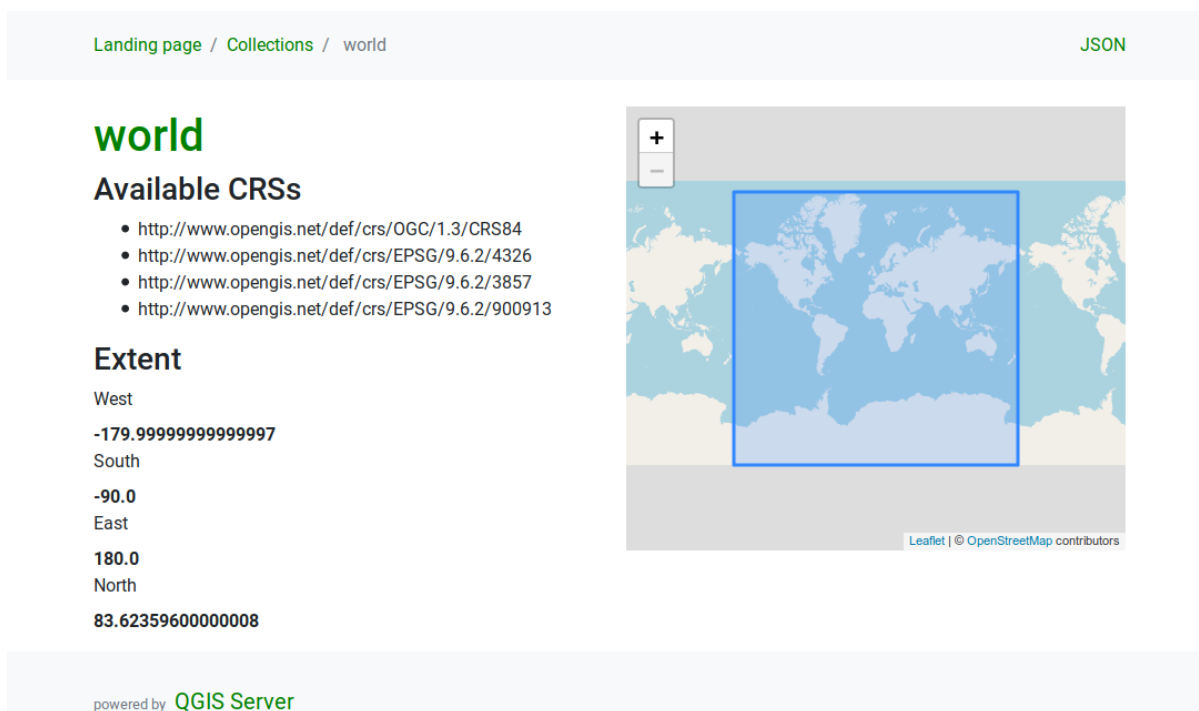 Landing page / Collections / world
JSON
world
Available CRSs
• http://www.opengis.net/def/crs/OGC/1.3/CRS84
• http://www.opengis.net/def/crs/EPSG/9.6.2/4326
• http://www.opengis.net/def/crs/EPSG/9.6.2/3857
• http://www.opengis.net/def/crs/EPSG/9.6.2/900913
Extent
West
-179.99999999999997
South
-90.0
East
180.0
North
83.62359600000008
+
−
Leaflet | © OpenStreetMap contributors
powered by QGIS Server